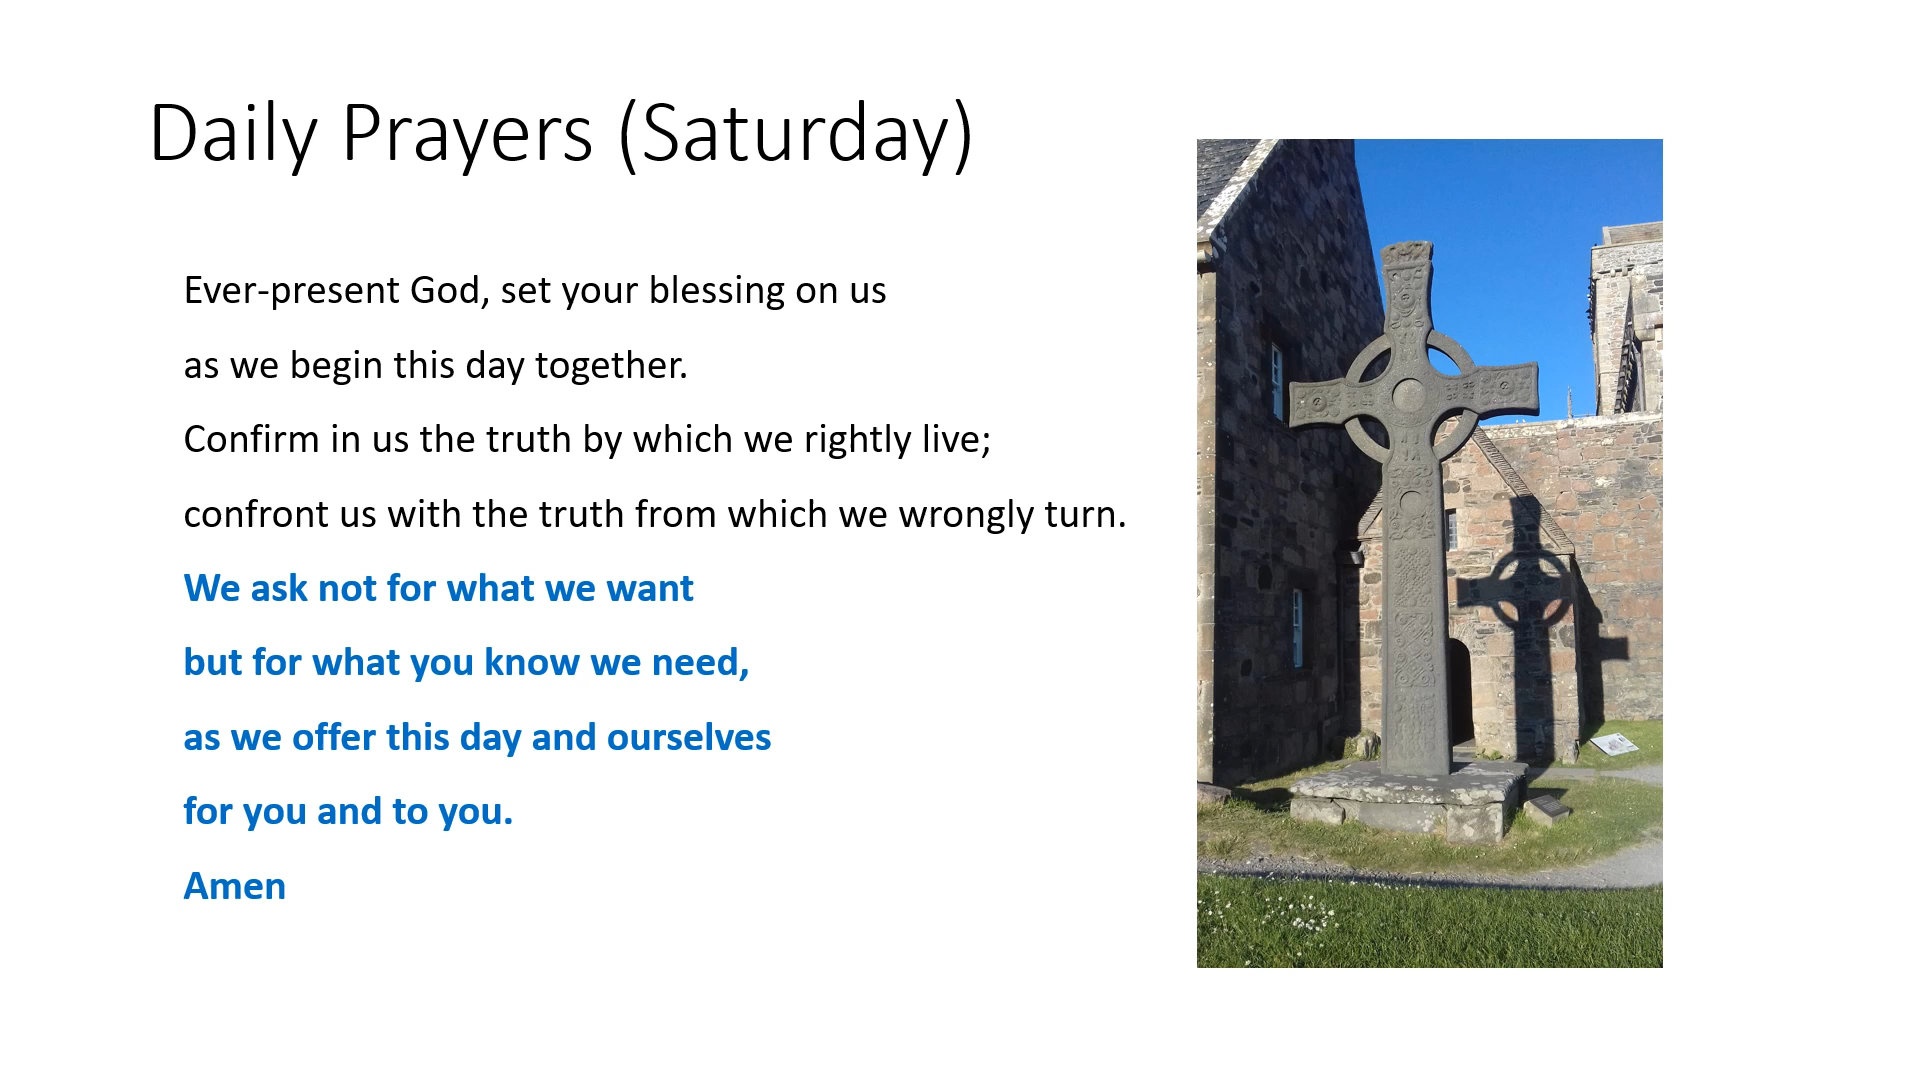 Daily Prayers (Saturday)
Ever-present God, set your blessing on us
as we begin this day together.
Confirm in us the truth by which we rightly live;
confront us with the truth from which we wrongly turn.
We ask not for what we want
but for what you know we need,
as we offer this day and ourselves
for you and to you.
Amen